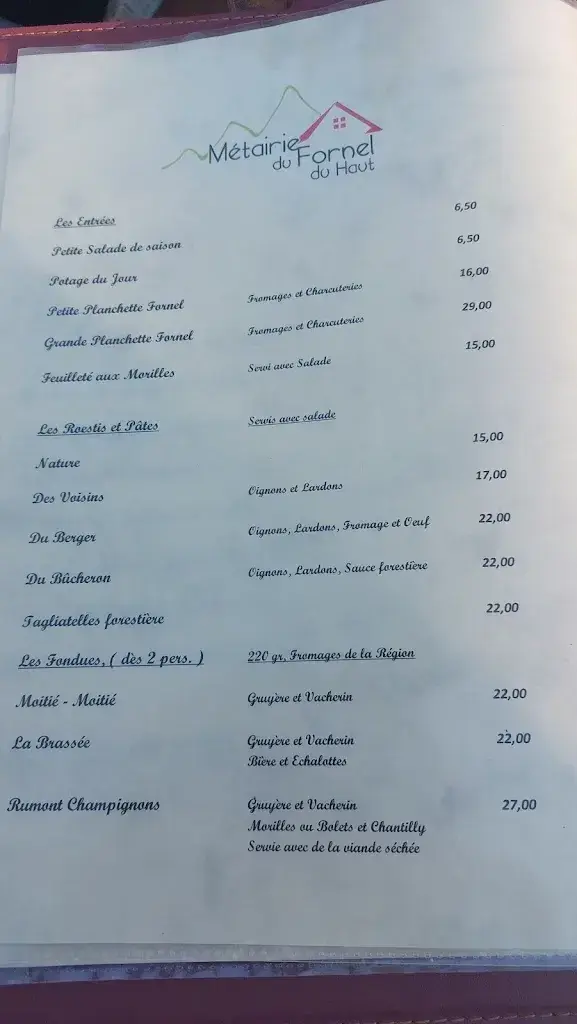 Métairie
du Fornel
du Haut
Les Entrées
Petite Salade de saison 6,50
Potage du Jour 6,50
Petite Planchette Fornel Fromages et Charcuteries 16,00
Grande Planchette Fornel Fromages et Charcuteries 29,00
Feuilleté aux Morilles Servi avec Salade 15,00
Les Roestis et Pâtes Servis avec salade
Nature 15,00
Des Voisins Oignons et Lardons 17,00
Du Berger Oignons, Lardons, Fromage et Oeuf 22,00
Du Bûcheron Oignons, Lardons, Sauce forestière 22,00
Tagliatelles forestière 22,00
Les Fondues, ( dès 2 pers. ) 220 gr, Fromages de la Région
Moitié - Moitié Gruyère et Vacherin 22,00
La Brassée Gruyère et Vacherin 22,00
Bière et Echalottes
Rumont Champignons Gruyère et Vacherin 27,00
Morilles ou Bolets et Chantilly
Servie avec de la viande séchée